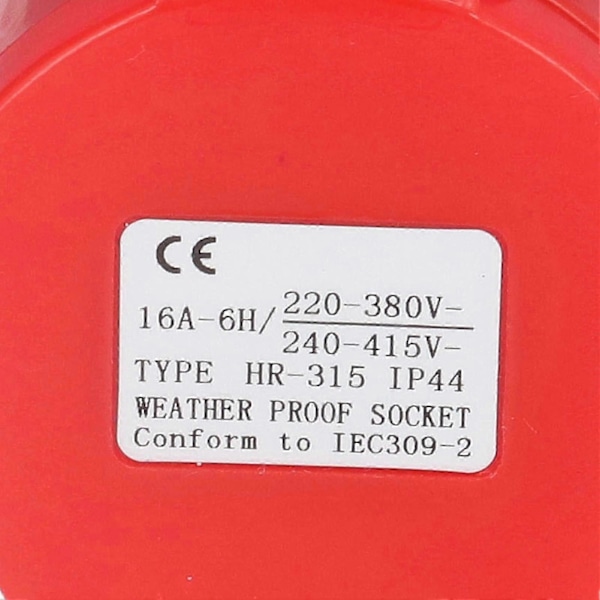 CE
16A-6H/ 220-380V-
240-415V-
TYPE HR-315 IP44
WEATHER PROOF SOCKET
Conform to IEC309-2